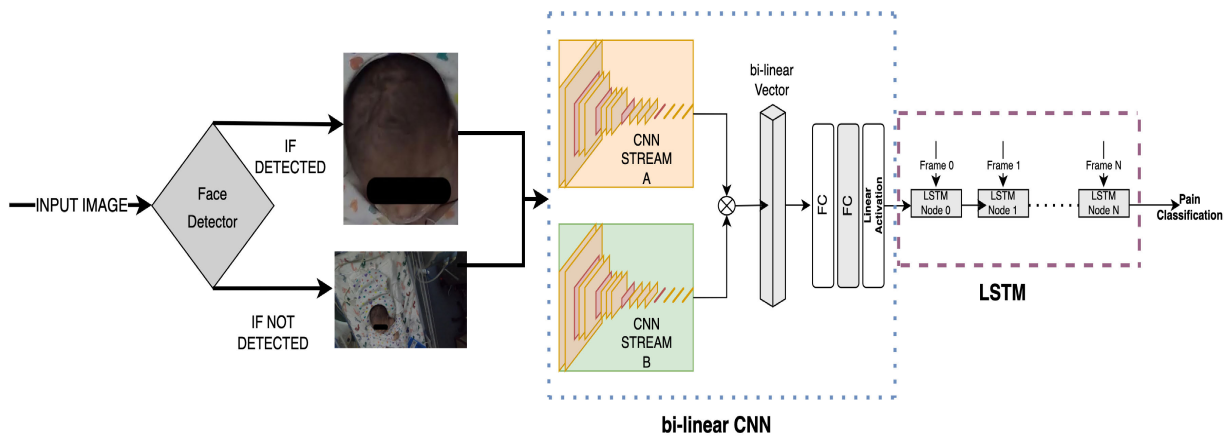 INPUT IMAGE
Face
Detector
IF
DETECTED
IF NOT
DETECTED
CNN
STREAM
A
CNN
STREAM
B
bi-linear
Vector
FC
FC
Linear
Activation
bi-linear CNN
Frame 0
Frame 1
Frame N
LSTM
Node 0
LSTM
Node 1
LSTM
Node N
LSTM
Pain
Classification